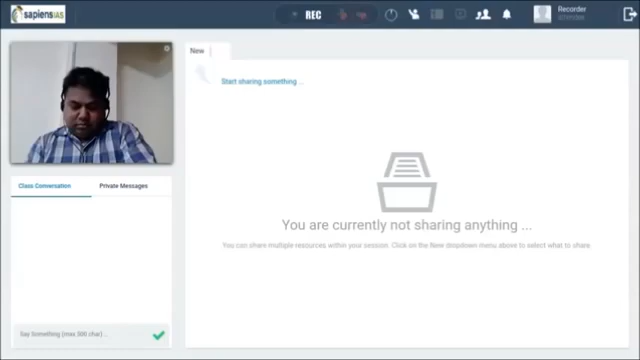 sapiensIAS
REC
Recorder
New
Start sharing something ...
Class Conversation
Private Messages
You are currently not sharing anything ...
You can share multiple resources within your session. Click on the New dropdown menu above to select what to share.
Say Something (max 300 char) ...